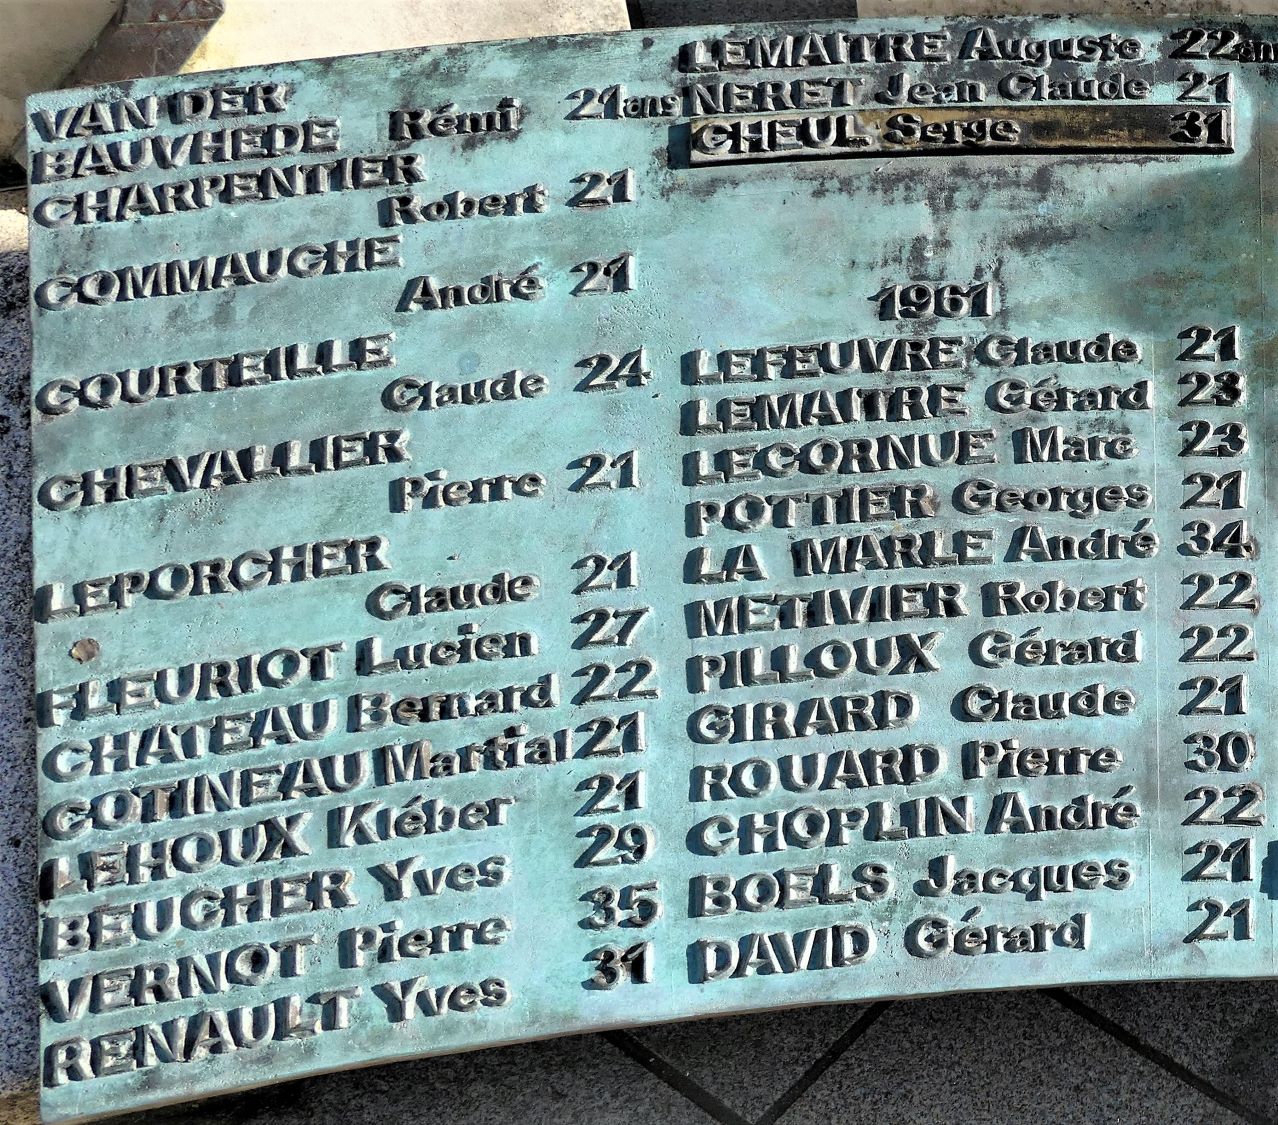 VAN DER
BAUVHEDE Rémi 21ans
CHARPENTIER
Robert 21
COMMAUCHE
André 21
COURTEILLE
Claude 24
CHEVALLIER
Pierre 21
LEPORCHER
Claude 21
FLEURIOT Lucien 27
CHATEAU Bernard 22
COTINEAU Martial 21
LEHOUX Kléber 21
BEUCHER Yves 29
VERNOT Pierre 35
RENAULT Yves 31
LEMAITRE Auguste 22an
NERET Jean Claude 21
CHEUL Serge 31
1961
LEFEUVRE Claude 21
LEMAITRE Gérard 23
LECORNUE Marc 23
POTTIER Georges 21
LA MARLE André 34
METIVIER Robert 22
PILLOUX Gérard 22
GIRARD Claude 21
ROUARD Pierre 30
CHOPLIN André 22
BOELS Jacques 21
DAVID Gérard 21